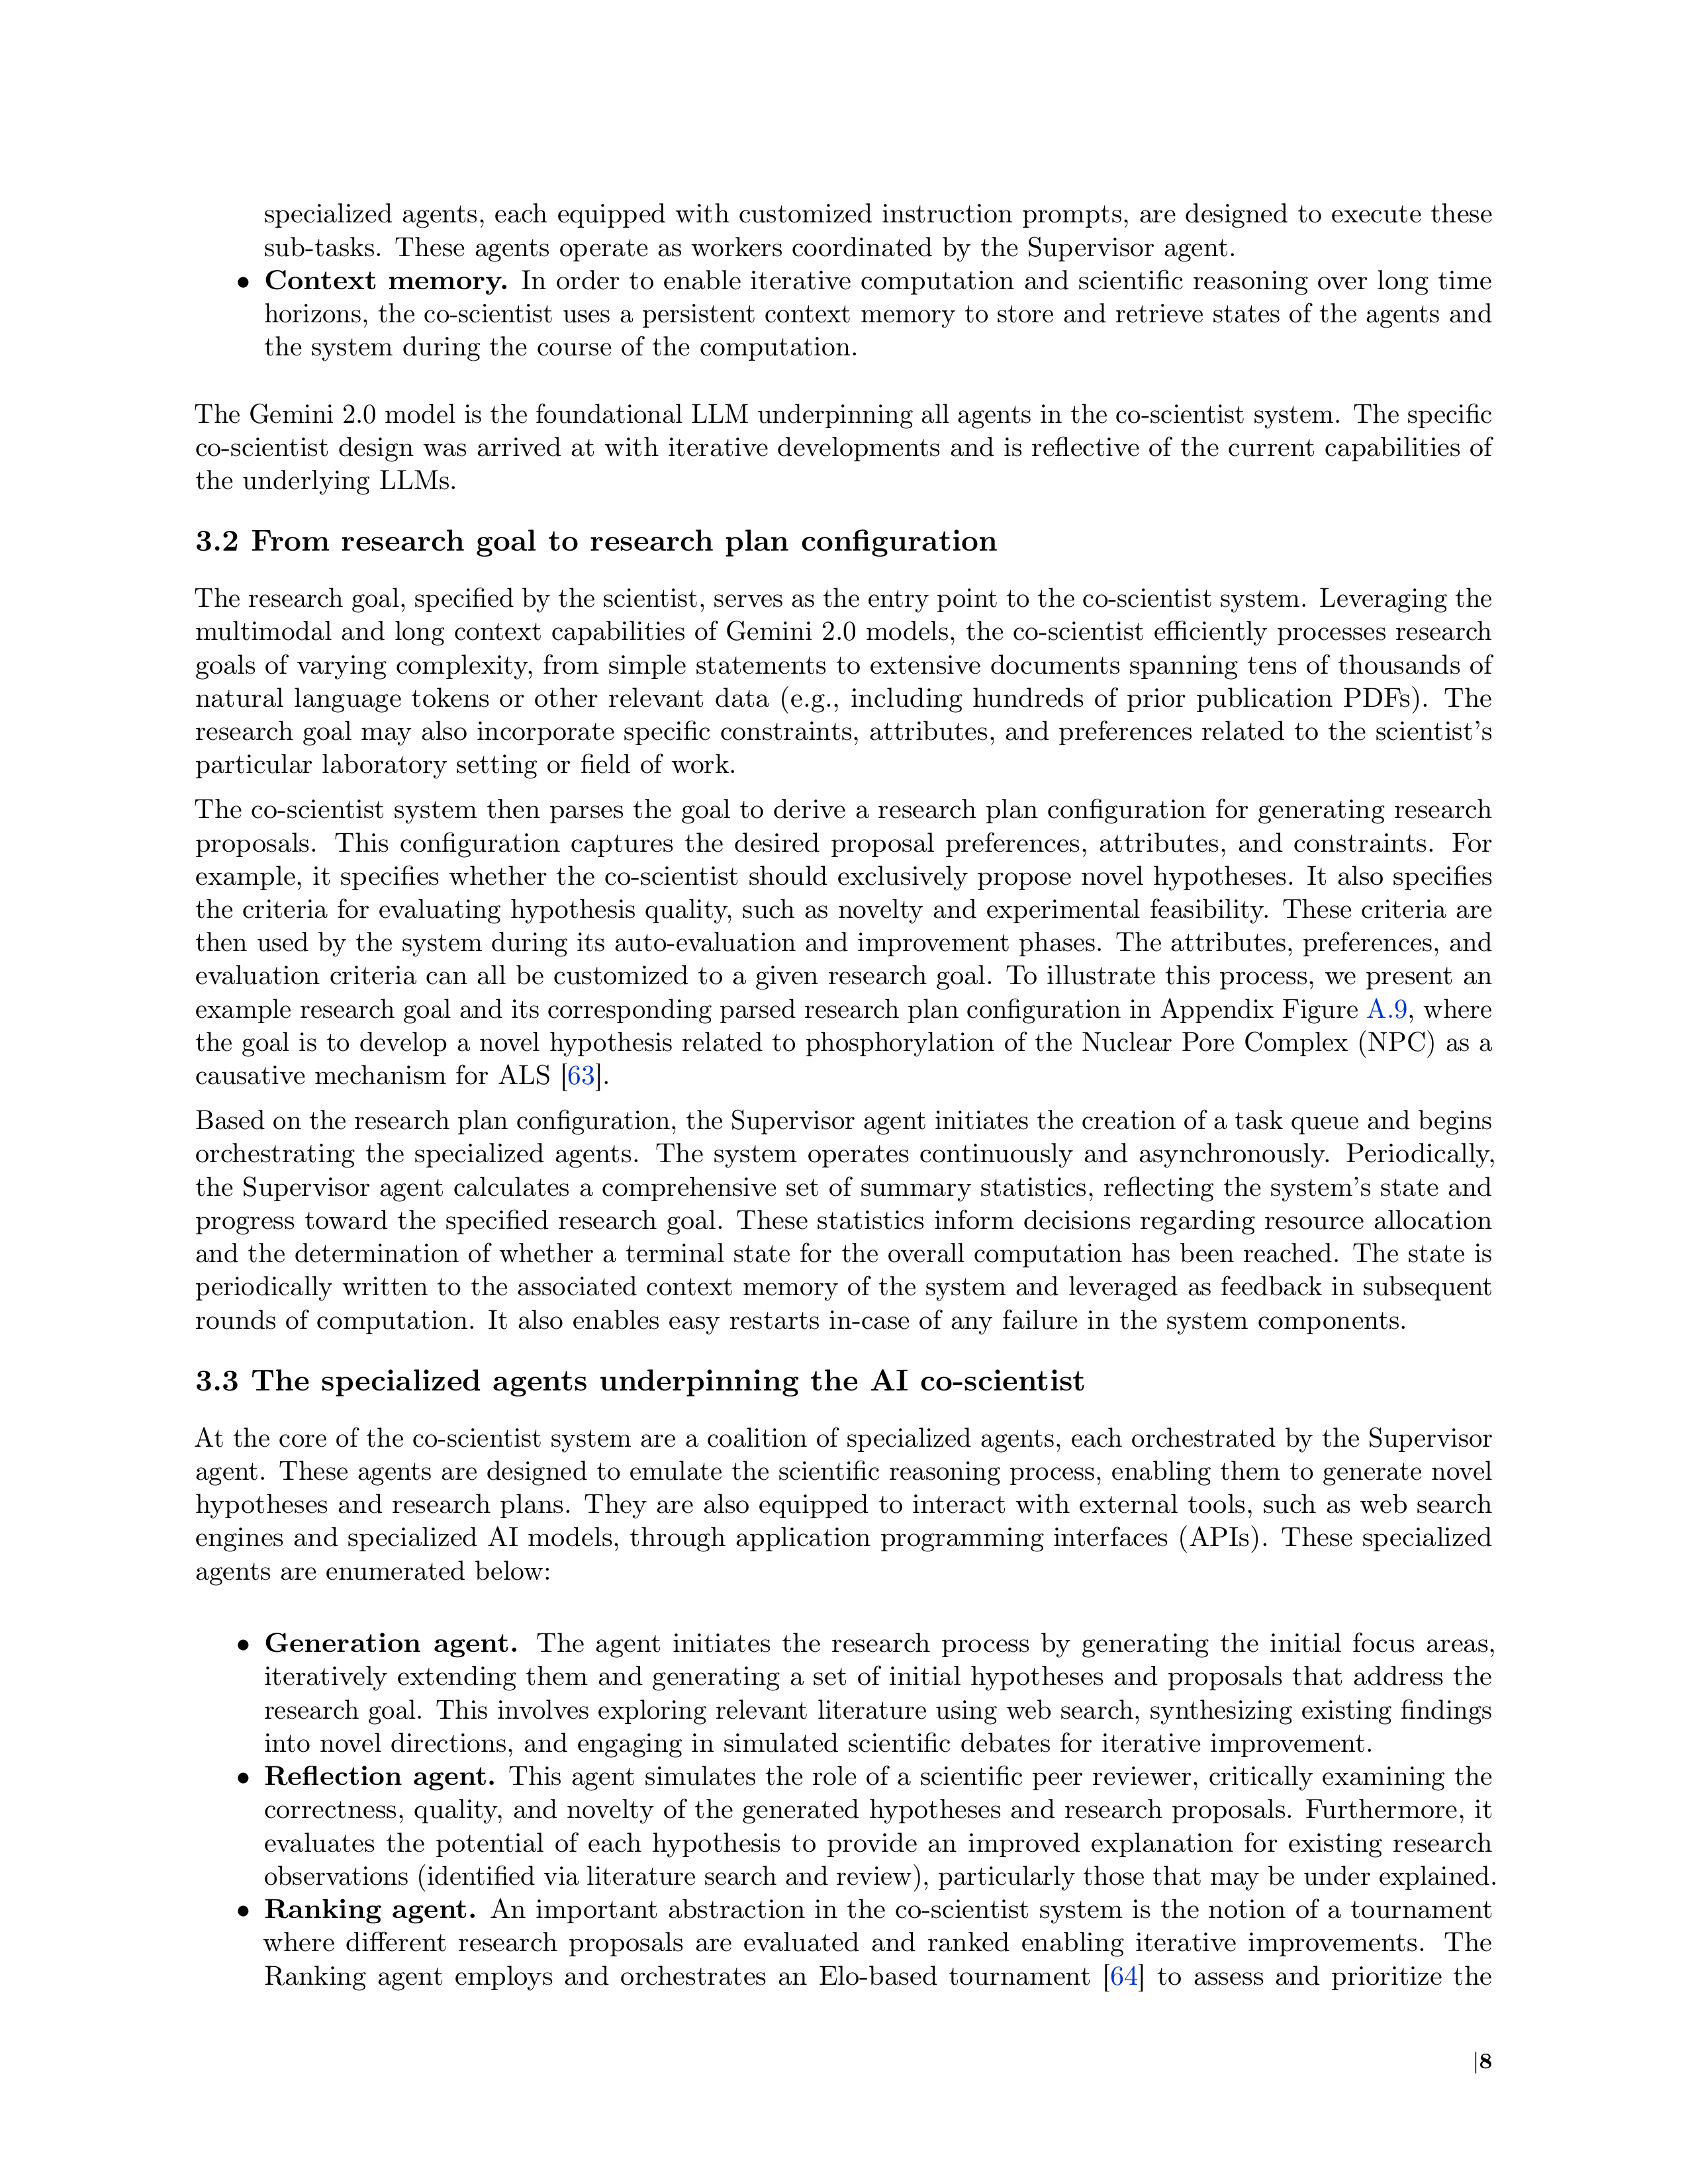 specialized agents, each equipped with customized instruction prompts, are designed to execute these
sub-tasks. These agents operate as workers coordinated by the Supervisor agent.
• Context memory. In order to enable iterative computation and scientific reasoning over long time
horizons, the co-scientist uses a persistent context memory to store and retrieve states of the agents and
the system during the course of the computation.
The Gemini 2.0 model is the foundational LLM underpinning all agents in the co-scientist system. The specific
co-scientist design was arrived at with iterative developments and is reflective of the current capabilities of
the underlying LLMs.
3.2 From research goal to research plan configuration
The research goal, specified by the scientist, serves as the entry point to the co-scientist system. Leveraging the
multimodal and long context capabilities of Gemini 2.0 models, the co-scientist efficiently processes research
goals of varying complexity, from simple statements to extensive documents spanning tens of thousands of
natural language tokens or other relevant data (e.g., including hundreds of prior publication PDFs). The
research goal may also incorporate specific constraints, attributes, and preferences related to the scientist's
particular laboratory setting or field of work.
The co-scientist system then parses the goal to derive a research plan configuration for generating research
proposals. This configuration captures the desired proposal preferences, attributes, and constraints. For
example, it specifies whether the co-scientist should exclusively propose novel hypotheses. It also specifies
the criteria for evaluating hypothesis quality, such as novelty and experimental feasibility. These criteria are
then used by the system during its auto-evaluation and improvement phases. The attributes, preferences, and
evaluation criteria can all be customized to a given research goal. To illustrate this process, we present an
example research goal and its corresponding parsed research plan configuration in Appendix Figure A.9, where
the goal is to develop a novel hypothesis related to phosphorylation of the Nuclear Pore Complex (NPC) as a
causative mechanism for ALS [63].
Based on the research plan configuration, the Supervisor agent initiates the creation of a task queue and begins
orchestrating the specialized agents. The system operates continuously and asynchronously. Periodically,
the Supervisor agent calculates a comprehensive set of summary statistics, reflecting the system's state and
progress toward the specified research goal. These statistics inform decisions regarding resource allocation
and the determination of whether a terminal state for the overall computation has been reached. The state is
periodically written to the associated context memory of the system and leveraged as feedback in subsequent
rounds of computation. It also enables easy restarts in-case of any failure in the system components.
3.3 The specialized agents underpinning the AI co-scientist
At the core of the co-scientist system are a coalition of specialized agents, each orchestrated by the Supervisor
agent. These agents are designed to emulate the scientific reasoning process, enabling them to generate novel
hypotheses and research plans. They are also equipped to interact with external tools, such as web search
engines and specialized AI models, through application programming interfaces (APIs). These specialized
agents are enumerated below:
• Generation agent. The agent initiates the research process by generating the initial focus areas,
iteratively extending them and generating a set of initial hypotheses and proposals that address the
research goal. This involves exploring relevant literature using web search, synthesizing existing findings
into novel directions, and engaging in simulated scientific debates for iterative improvement.
• Reflection agent. This agent simulates the role of a scientific peer reviewer, critically examining the
correctness, quality, and novelty of the generated hypotheses and research proposals. Furthermore, it
evaluates the potential of each hypothesis to provide an improved explanation for existing research
observations (identified via literature search and review), particularly those that may be under explained.
• Ranking agent. An important abstraction in the co-scientist system is the notion of a tournament
where different research proposals are evaluated and ranked enabling iterative improvements. The
Ranking agent employs and orchestrates an Elo-based tournament [64] to assess and prioritize the
|8